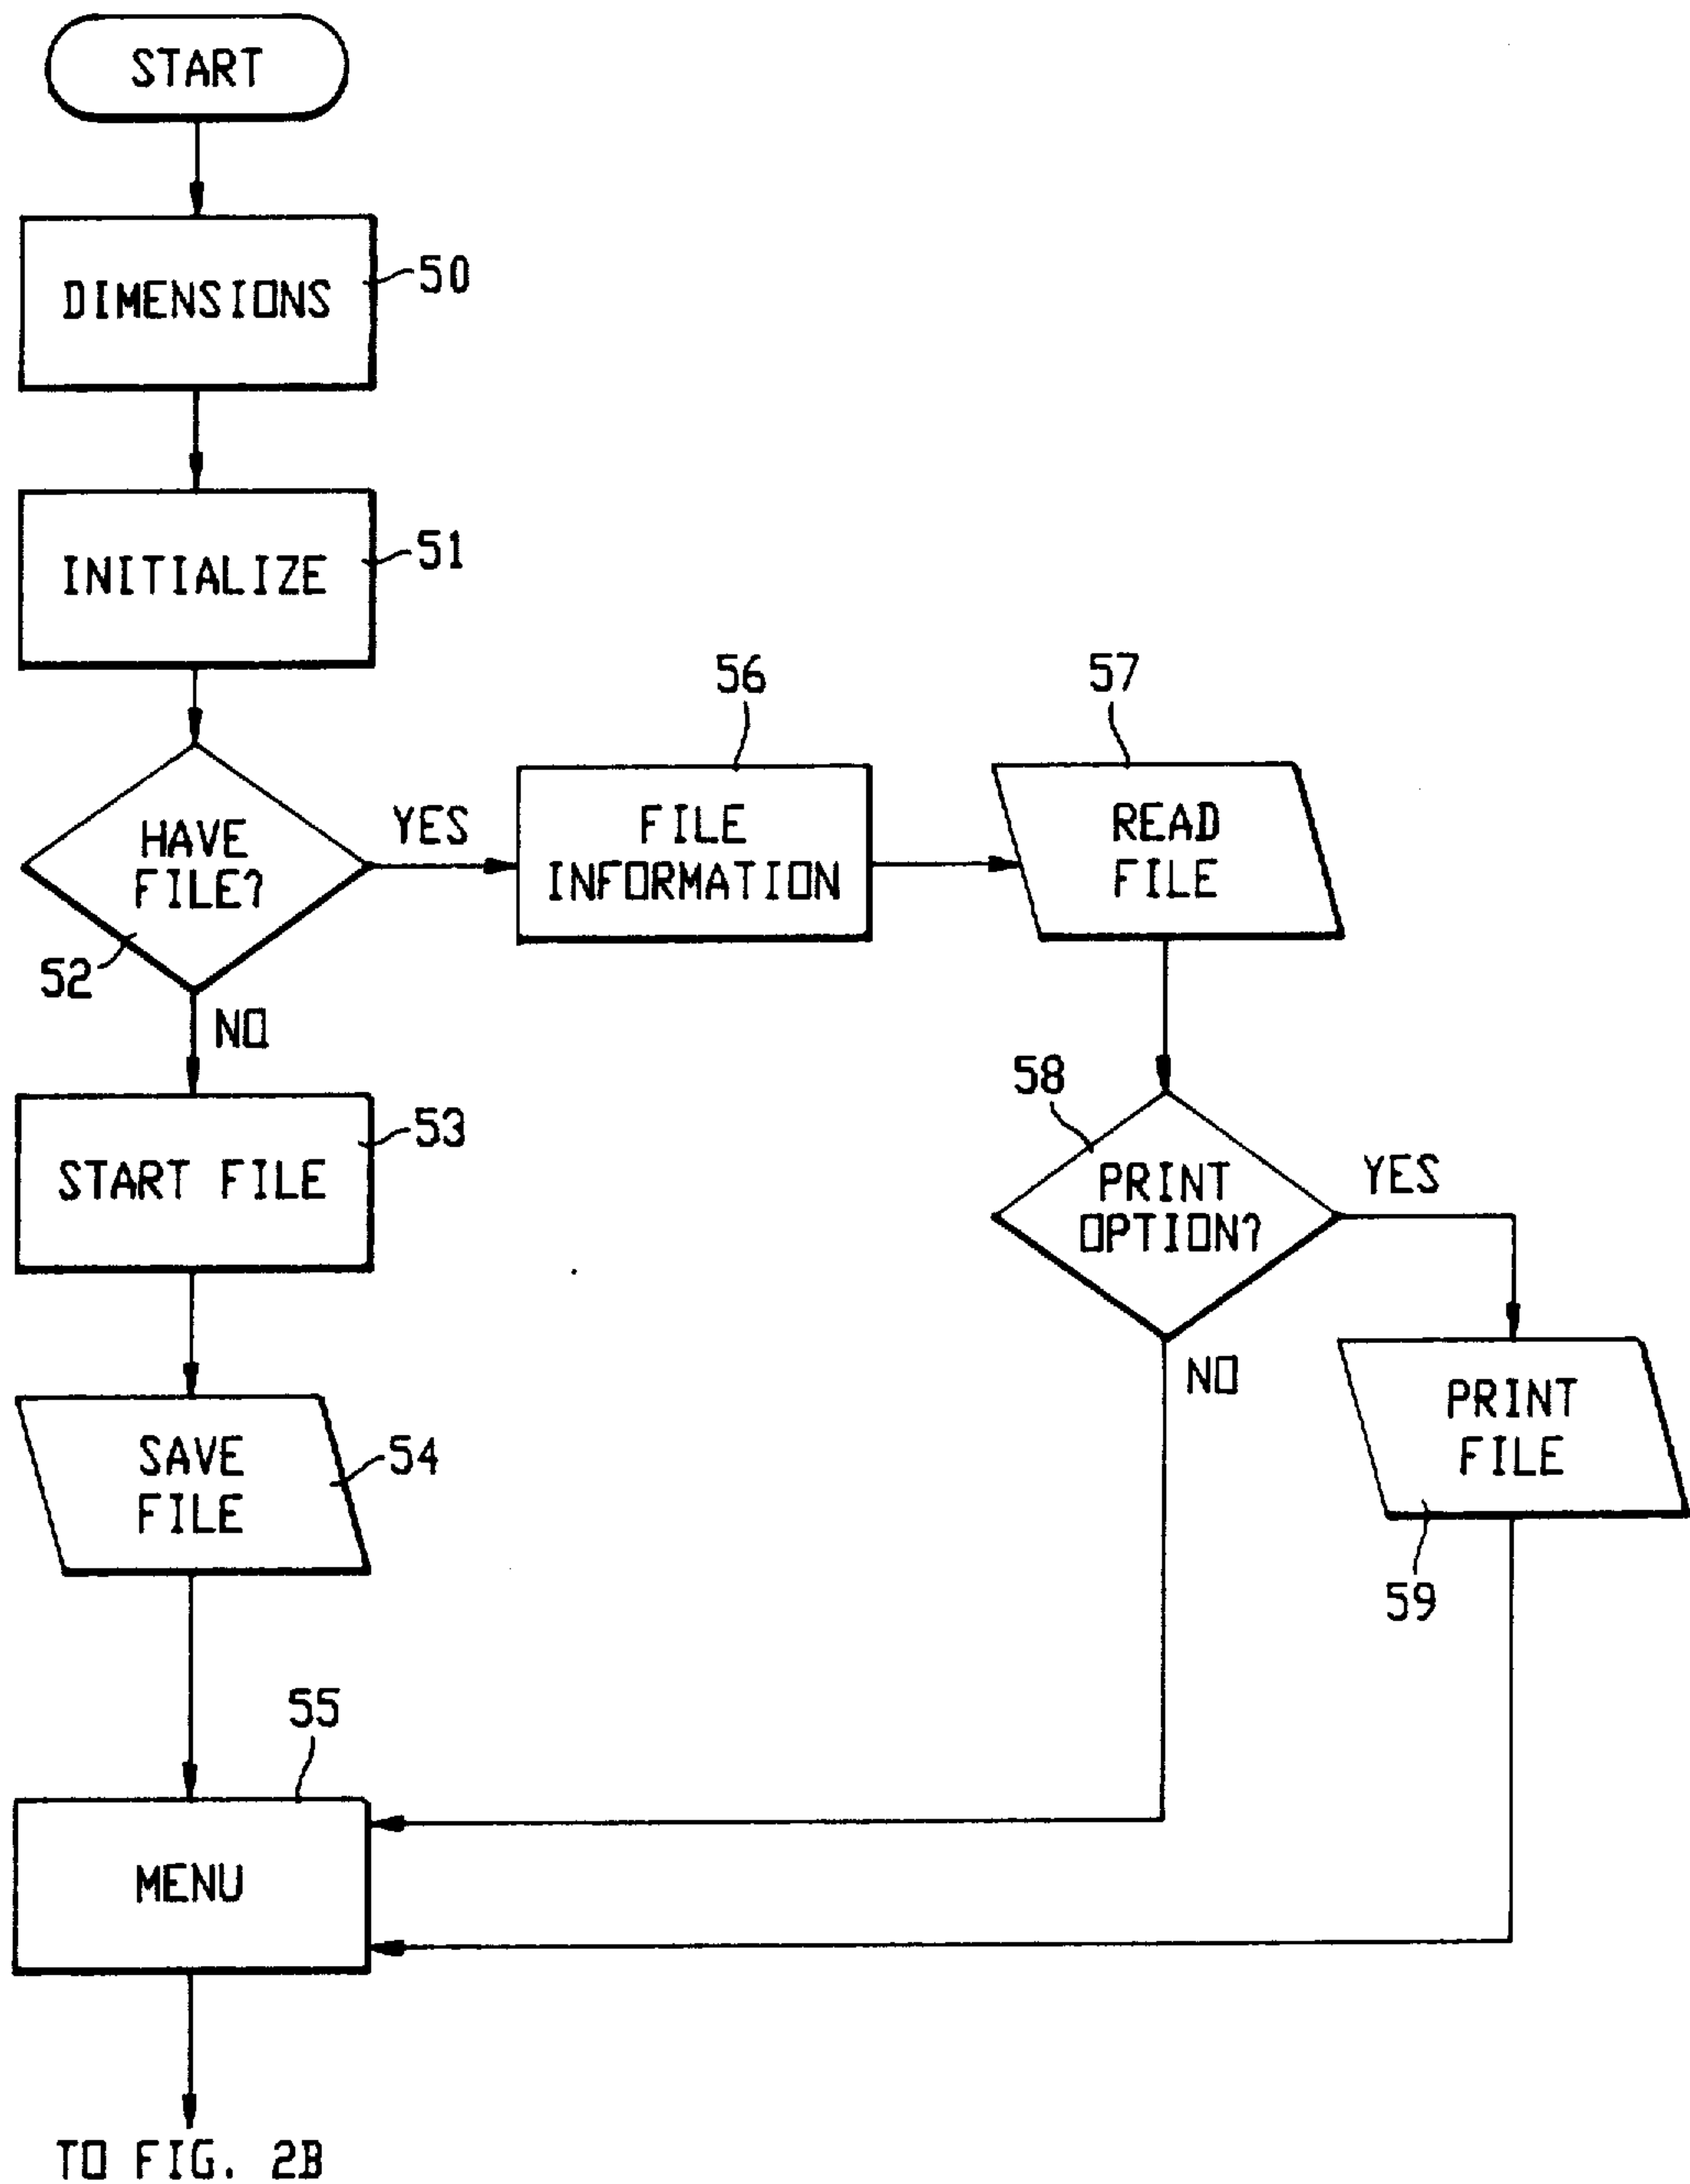 START
DIMENSIONS
50
INITIALIZE
51
HAVE
FILE?
52
YES
NO
56
FILE
INFORMATION
57
READ
FILE
START FILE
53
58
PRINT
OPTION?
YES
NO
SAVE
FILE
54
PRINT
FILE
59
55
MENU
TO FIG. 2B